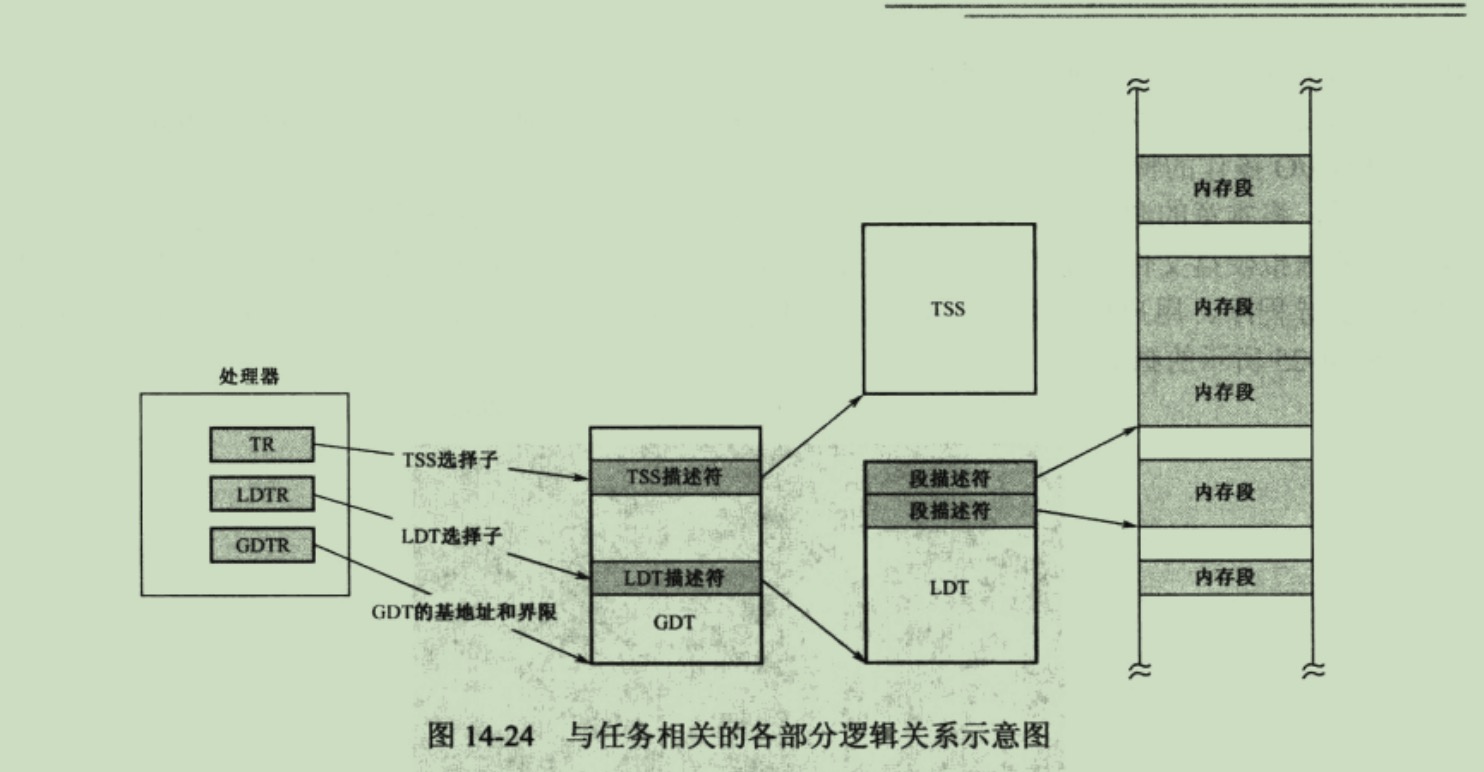 处理器
TR
LDTR
GDTR
TSS选择子
LDT选择子
GDT的基地址和界限
TSS描述符
LDT描述符
GDT
TSS
段描述符
段描述符
LDT
内存段
内存段
内存段
内存段
内存段
图 14-24 与任务相关的各部分逻辑关系示意图